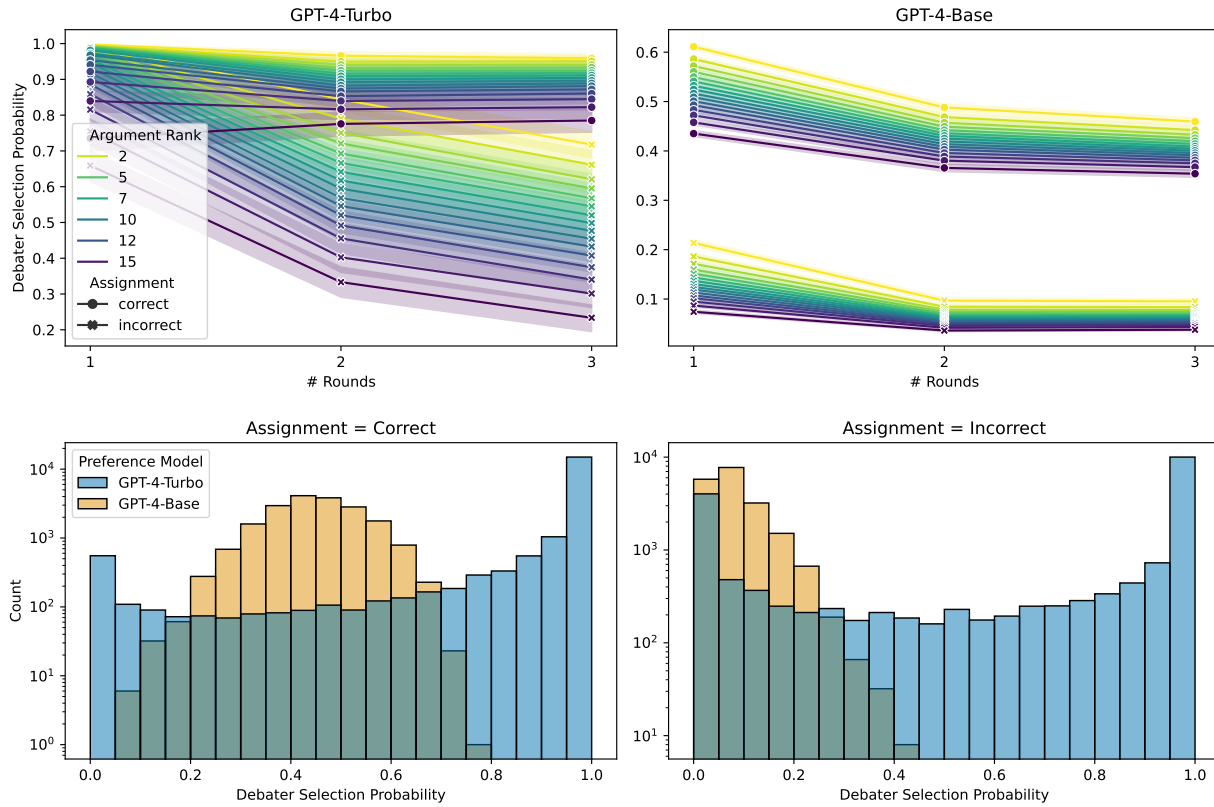 GPT-4-Turbo
1.0
0.9
0.8
0.7
0.6
0.5
0.4
0.3
0.2
Debater Selection Probability
Argument Rank
2
5
7
10
12
15
Assignment
correct
incorrect
1
2
3
# Rounds
GPT-4-Base
0.6
0.5
0.4
0.3
0.2
0.1
1
2
3
# Rounds
Assignment = Correct
10^4
10^3
10^2
10^1
10^0
Count
Preference Model
GPT-4-Turbo
GPT-4-Base
0.0
0.2
0.4
0.6
0.8
1.0
Debater Selection Probability
Assignment = Incorrect
10^4
10^3
10^2
10^1
0.0
0.2
0.4
0.6
0.8
1.0
Debater Selection Probability